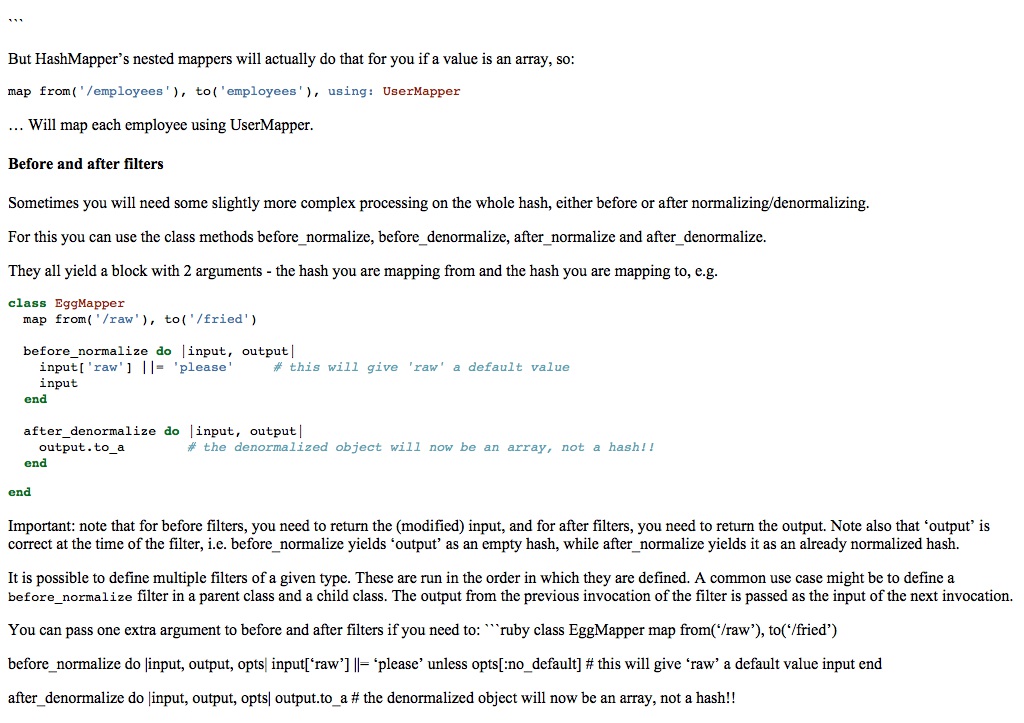 ```
But HashMapper’s nested mappers will actually do that for you if a value is an array, so:
map from('/employees'), to('employees'), using: UserMapper
… Will map each employee using UserMapper.
Before and after filters
Sometimes you will need some slightly more complex processing on the whole hash, either before or after normalizing/denormalizing.
For this you can use the class methods before_normalize, before_denormalize, after_normalize and after_denormalize.
They all yield a block with 2 arguments - the hash you are mapping from and the hash you are mapping to, e.g.
class EggMapper
  map from('/raw'), to('/fried')
  before_normalize do |input, output|
    input['raw'] ||= 'please'     # this will give 'raw' a default value
    input
  end
  after_denormalize do |input, output|
    output.to_a        # the denormalized object will now be an array, not a hash!!
  end
end
Important: note that for before filters, you need to return the (modified) input, and for after filters, you need to return the output. Note also that ‘output’ is
correct at the time of the filter, i.e. before_normalize yields ‘output’ as an empty hash, while after_normalize yields it as an already normalized hash.
It is possible to define multiple filters of a given type. These are run in the order in which they are defined. A common use case might be to define a
before_normalize filter in a parent class and a child class. The output from the previous invocation of the filter is passed as the input of the next invocation.
You can pass one extra argument to before and after filters if you need to: ```ruby class EggMapper map from(‘/raw’), to(‘/fried’)
before_normalize do |input, output, opts| input[‘raw’] ||= ‘please’ unless opts[:no_default] # this will give ‘raw’ a default value input end
after_denormalize do |input, output, opts| output.to_a # the denormalized object will now be an array, not a hash!!